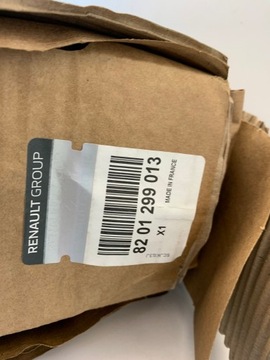 RENAULT GROUP
82 01 299 013
MADE IN FRANCE
X1